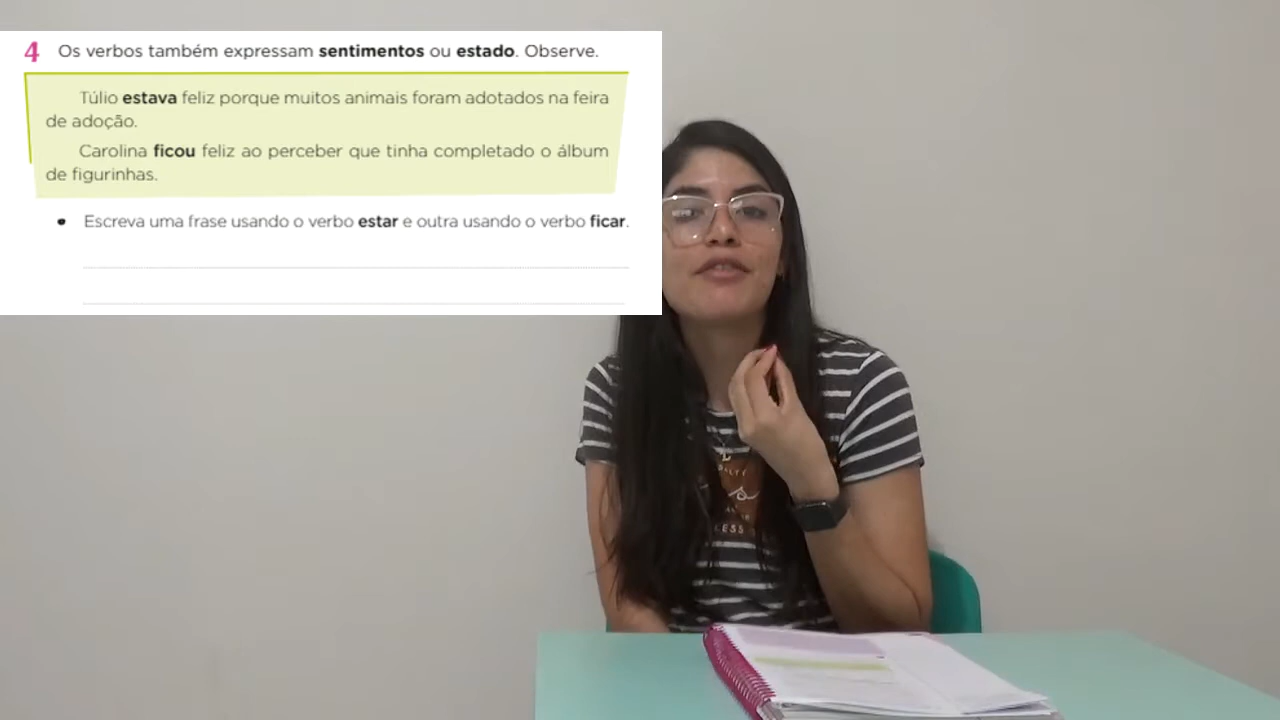 4 Os verbos também expressam sentimentos ou estado. Observe.
Túlio estava feliz porque muitos animais foram adotados na feira
de adoção.
Carolina ficou feliz ao perceber que tinha completado o álbum
de figurinhas.
• Escreva uma frase usando o verbo estar e outra usando o verbo ficar.